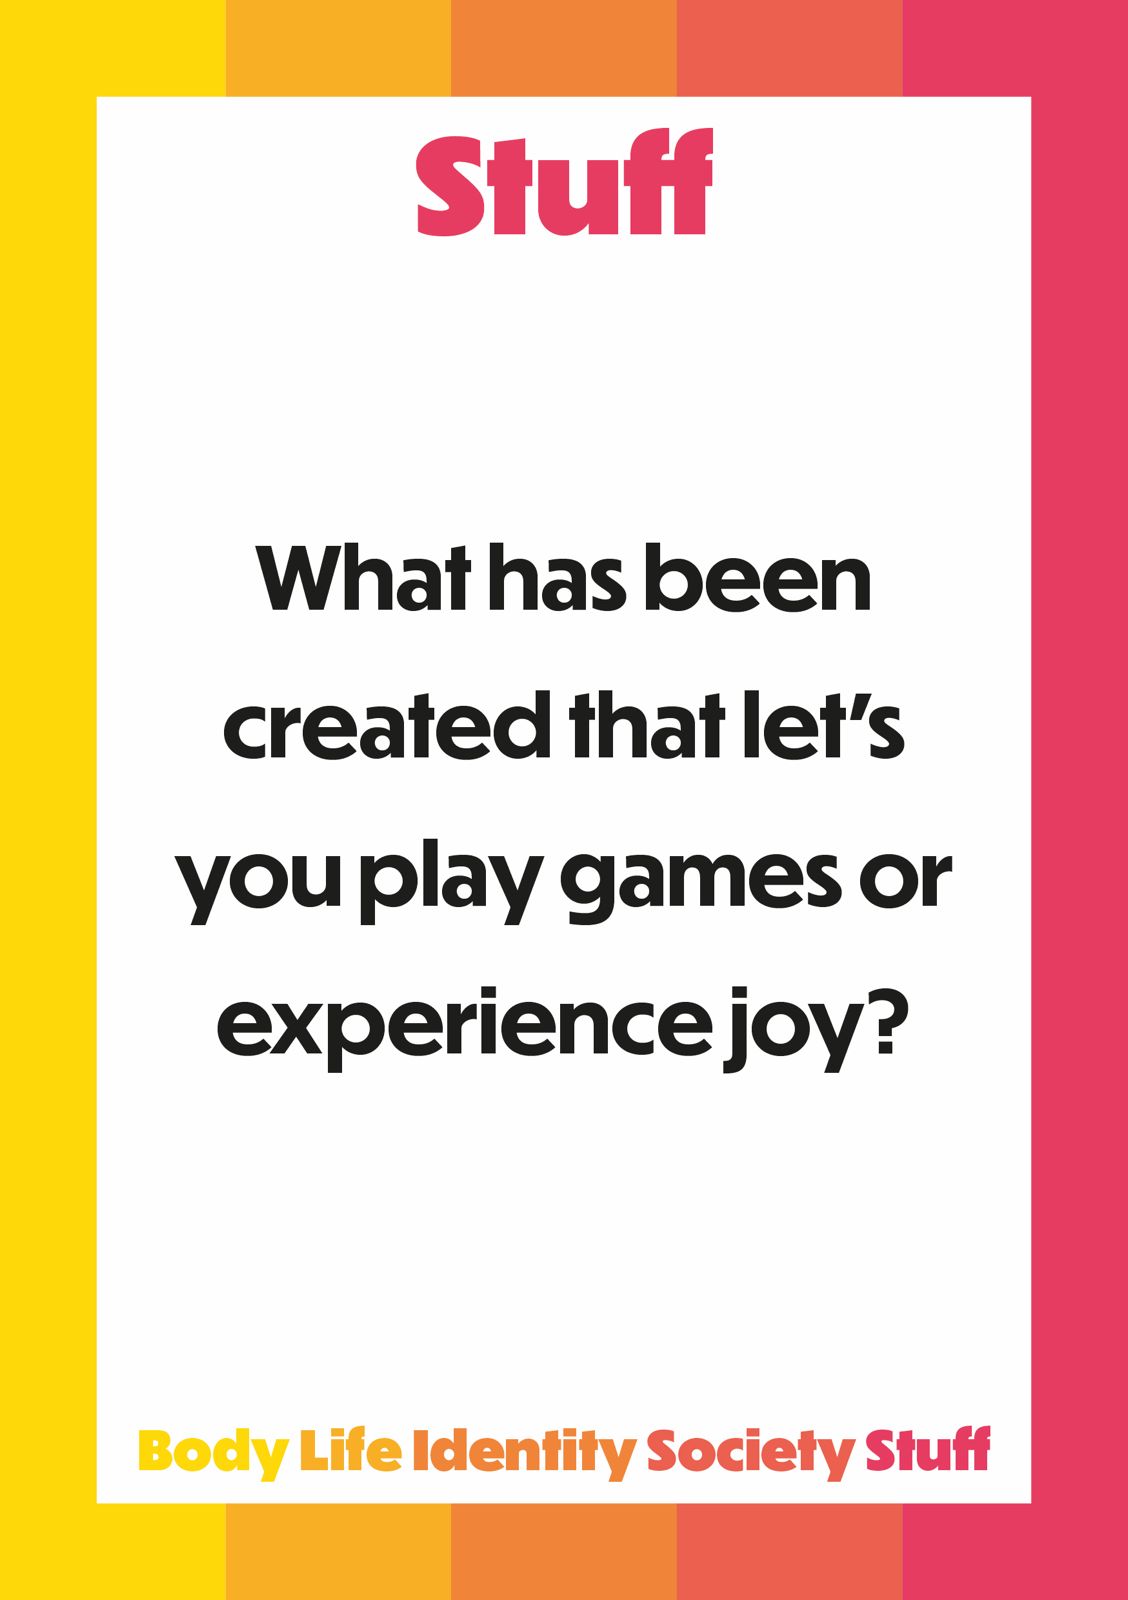 Stuff
What has been
created that let’s
you play games or
experience joy?
Body Life Identity Society Stuff